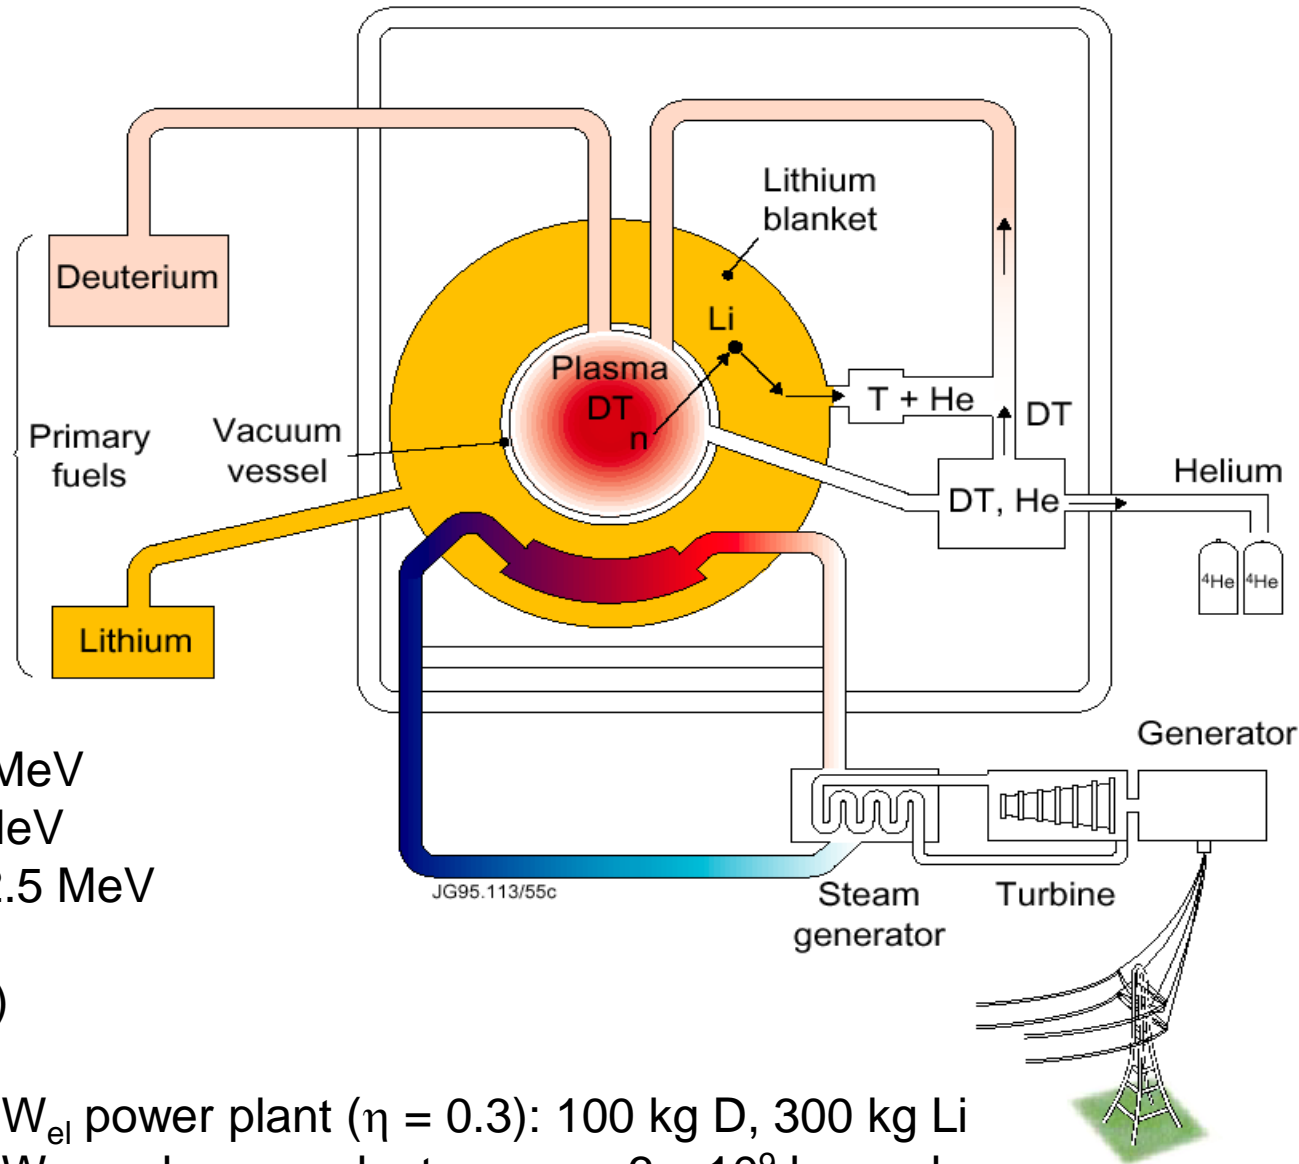 Lithium
blanket
Deuterium
Li
Plasma
DT
n
T + He
DT
Primary
fuels
Vacuum
vessel
Helium
DT, He
⁴He
⁴He
Lithium
Generator
MeV
2.5 MeV
JG95.113/55c
Steam
generator
Turbine
)
W_el power plant (η = 0.3): 100 kg D, 300 kg Li